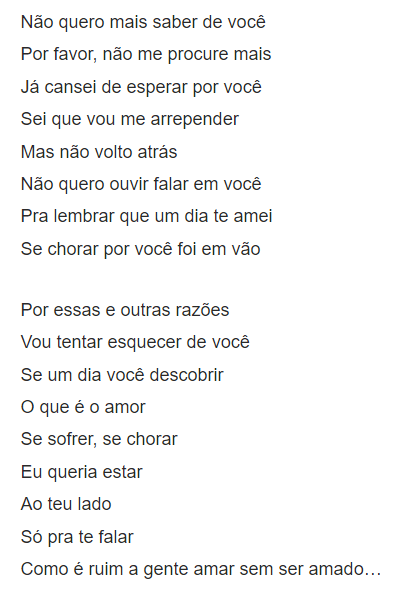 Não quero mais saber de você
Por favor, não me procure mais
Já cansei de esperar por você
Sei que vou me arrepender
Mas não volto atrás
Não quero ouvir falar em você
Pra lembrar que um dia te amei
Se chorar por você foi em vão

Por essas e outras razões
Vou tentar esquecer de você
Se um dia você descobrir
O que é o amor
Se sofrer, se chorar
Eu queria estar
Ao teu lado
Só pra te falar
Como é ruim a gente amar sem ser amado…